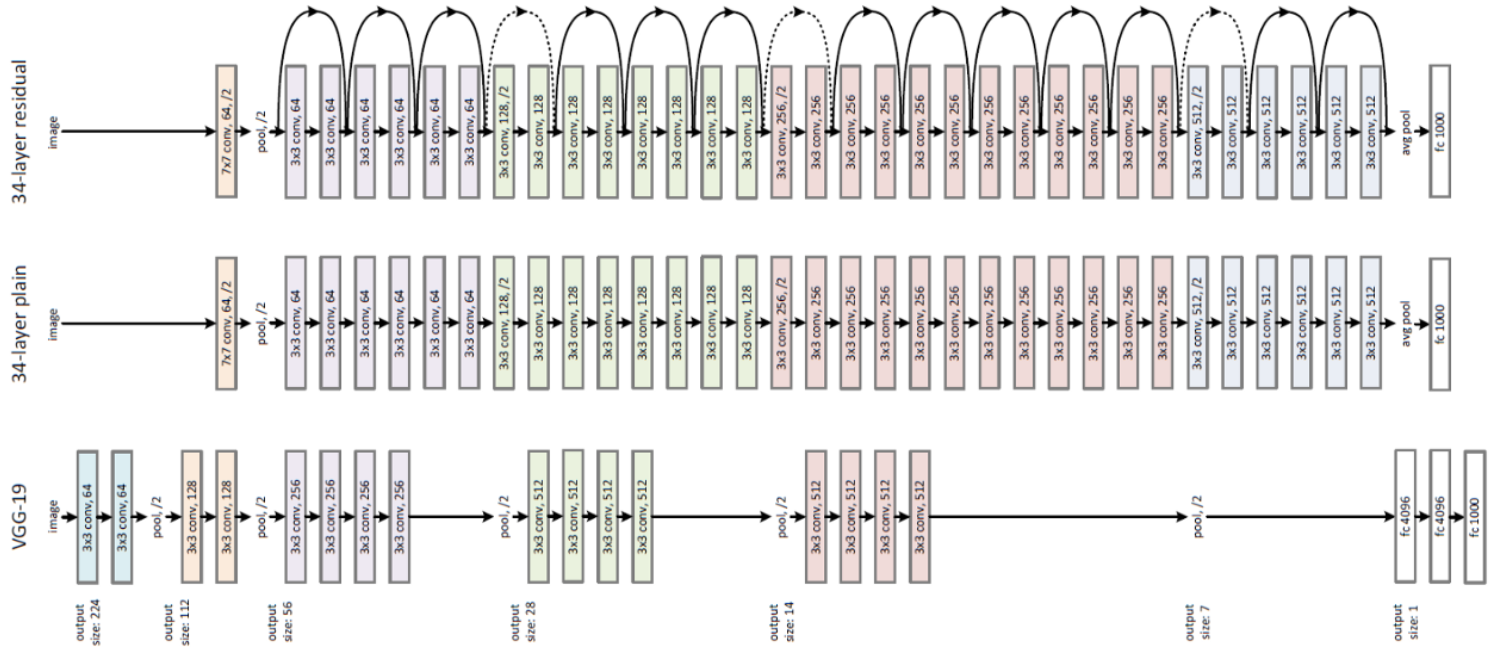 34-layer residual
image
7x7 conv, 64, /2
pool, /2
3x3 conv, 64
3x3 conv, 64
3x3 conv, 64
3x3 conv, 64
3x3 conv, 64
3x3 conv, 64
3x3 conv, 128, /2
3x3 conv, 128
3x3 conv, 128
3x3 conv, 128
3x3 conv, 128
3x3 conv, 128
3x3 conv, 128
3x3 conv, 128
3x3 conv, 256, /2
3x3 conv, 256
3x3 conv, 256
3x3 conv, 256
3x3 conv, 256
3x3 conv, 256
3x3 conv, 256
3x3 conv, 256
3x3 conv, 256
3x3 conv, 256
3x3 conv, 256
3x3 conv, 256
3x3 conv, 512, /2
3x3 conv, 512
3x3 conv, 512
3x3 conv, 512
3x3 conv, 512
3x3 conv, 512
avg pool
fc 1000
34-layer plain
image
7x7 conv, 64, /2
pool, /2
3x3 conv, 64
3x3 conv, 64
3x3 conv, 64
3x3 conv, 64
3x3 conv, 64
3x3 conv, 64
3x3 conv, 128, /2
3x3 conv, 128
3x3 conv, 128
3x3 conv, 128
3x3 conv, 128
3x3 conv, 128
3x3 conv, 128
3x3 conv, 128
3x3 conv, 256, /2
3x3 conv, 256
3x3 conv, 256
3x3 conv, 256
3x3 conv, 256
3x3 conv, 256
3x3 conv, 256
3x3 conv, 256
3x3 conv, 256
3x3 conv, 256
3x3 conv, 256
3x3 conv, 256
3x3 conv, 512, /2
3x3 conv, 512
3x3 conv, 512
3x3 conv, 512
3x3 conv, 512
3x3 conv, 512
avg pool
fc 1000
VGG-19
image
3x3 conv, 64
3x3 conv, 64
pool, /2
3x3 conv, 128
3x3 conv, 128
pool, /2
3x3 conv, 256
3x3 conv, 256
3x3 conv, 256
3x3 conv, 256
pool, /2
3x3 conv, 512
3x3 conv, 512
3x3 conv, 512
3x3 conv, 512
pool, /2
3x3 conv, 512
3x3 conv, 512
3x3 conv, 512
3x3 conv, 512
pool, /2
fc 4096
fc 4096
fc 1000
output
size: 224
output
size: 112
output
size: 56
output
size: 28
output
size: 14
output
size: 7
output
size: 1